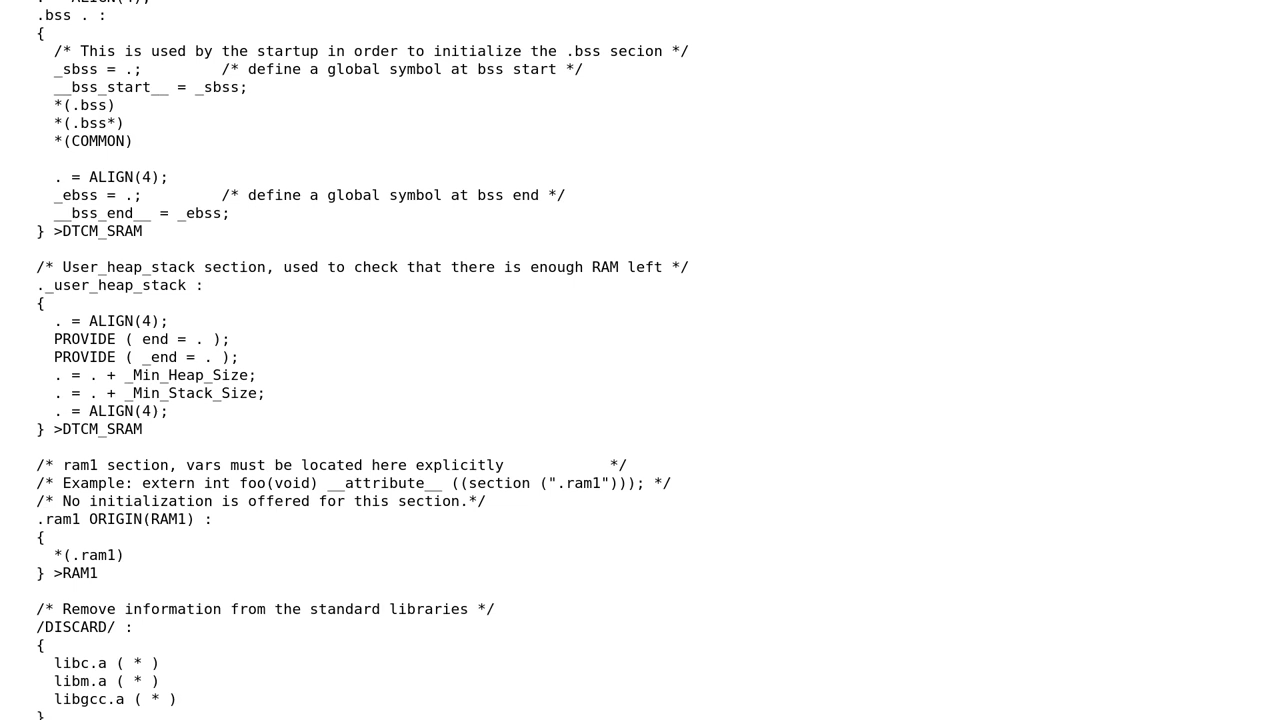 . = ALIGN(4);
.bss . :
{
  /* This is used by the startup in order to initialize the .bss secion */
  _sbss = .;         /* define a global symbol at bss start */
  __bss_start__ = _sbss;
  *(.bss)
  *(.bss*)
  *(COMMON)

  . = ALIGN(4);
  _ebss = .;         /* define a global symbol at bss end */
  __bss_end__ = _ebss;
} >DTCM_SRAM

/* User_heap_stack section, used to check that there is enough RAM left */
._user_heap_stack :
{
  . = ALIGN(4);
  PROVIDE ( end = . );
  PROVIDE ( _end = . );
  . = . + _Min_Heap_Size;
  . = . + _Min_Stack_Size;
  . = ALIGN(4);
} >DTCM_SRAM

/* ram1 section, vars must be located here explicitly            */
/* Example: extern int foo(void) __attribute__ ((section (".ram1"))); */
/* No initialization is offered for this section.*/
.ram1 ORIGIN(RAM1) :
{
  *(.ram1)
} >RAM1

/* Remove information from the standard libraries */
/DISCARD/ :
{
  libc.a ( * )
  libm.a ( * )
  libgcc.a ( * )
}